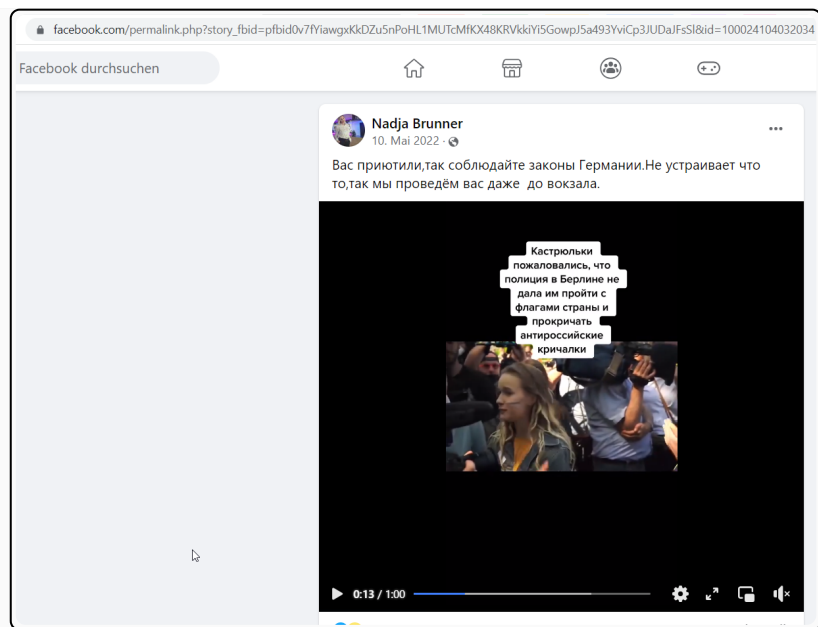 facebook.com/permalink.php?story_fbid=pfbid0v7fYiawgxKkDZu5nPoHL1MUTcMfKX48KRVkkiYi5GowpJ5a493YviCp3JUDaJFsSl&id=100024104032034
Facebook durchsuchen
Nadja Brunner
10. Mai 2022 ·
Вас приютили,так соблюдайте законы Германии.Не устраивает что
то,так мы проведём вас даже до вокзала.
Кастрюльки
пожаловались, что
полиция в Берлине не
дала им пройти с
флагами страны и
прокричать
антироссийские
кричалки
0:13 / 1:00